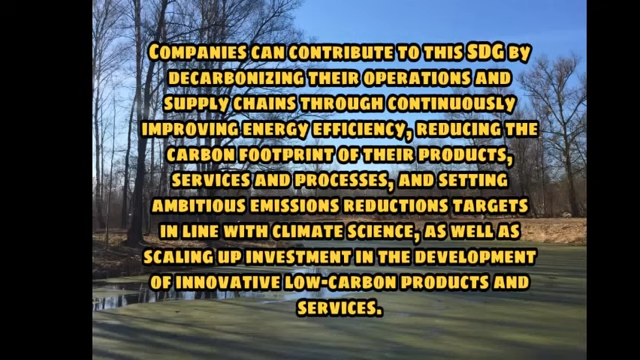 Companies can contribute to this SDG by
decarbonizing their operations and
supply chains through continuously
improving energy efficiency, reducing the
carbon footprint of their products,
services and processes, and setting
ambitious emissions reductions targets
in line with climate science, as well as
scaling up investment in the development
of innovative low-carbon products and
services.